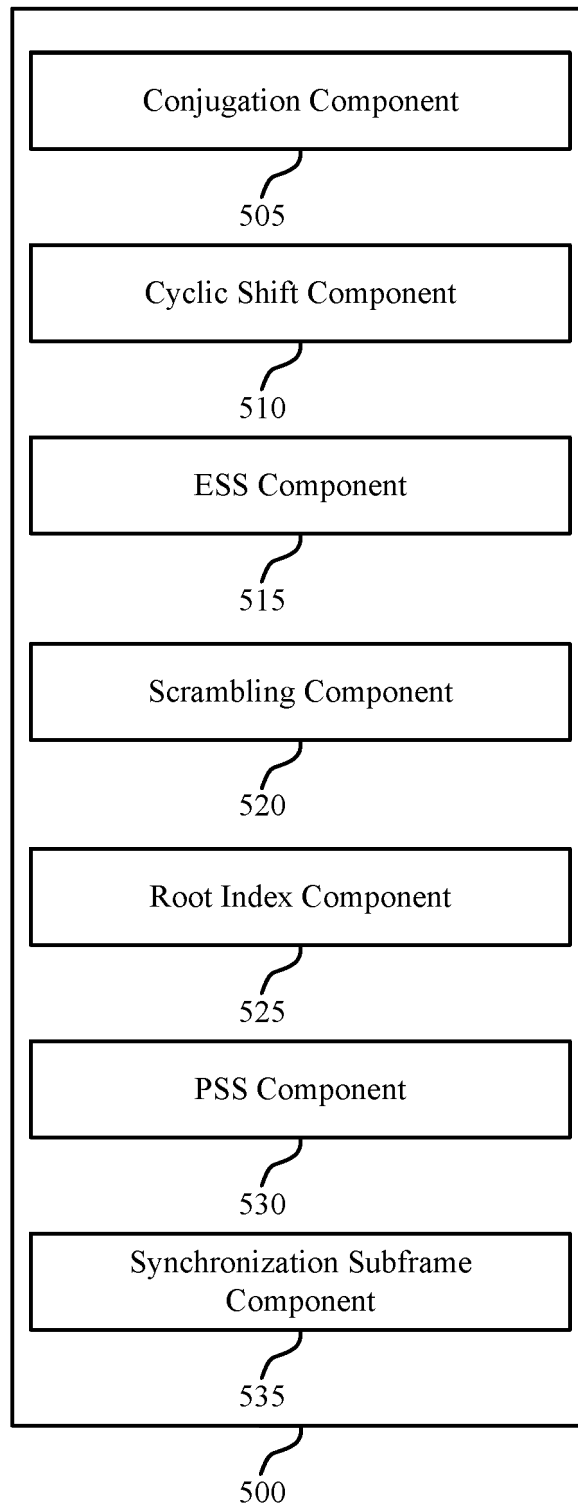 Conjugation Component
505
Cyclic Shift Component
510
ESS Component
515
Scrambling Component
520
Root Index Component
525
PSS Component
530
Synchronization Subframe
Component
535
500